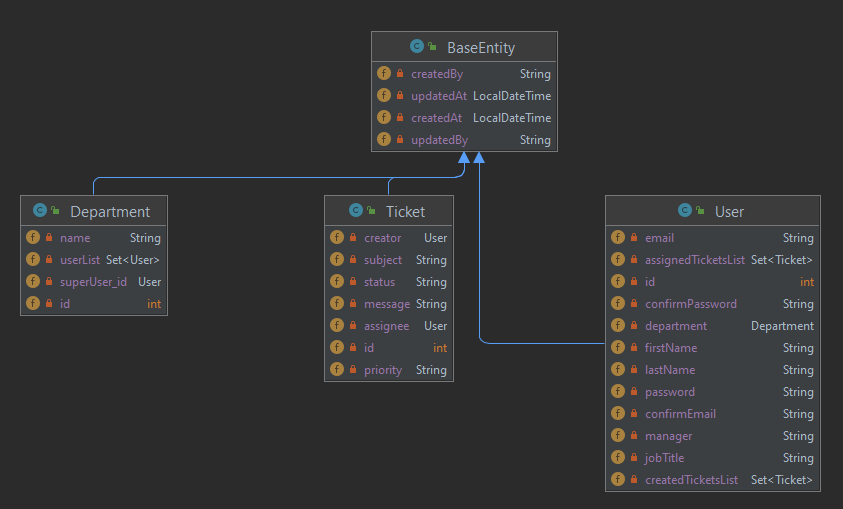 BaseEntity
createdBy String
updatedAt LocalDateTime
createdAt LocalDateTime
updatedBy String
Department
name String
userList Set<User>
superUser_id User
id int
Ticket
creator User
subject String
status String
message String
assignee User
id int
priority String
User
email String
assignedTicketsList Set<Ticket>
id int
confirmPassword String
department Department
firstName String
lastName String
password String
confirmEmail String
manager String
jobTitle String
createdTicketsList Set<Ticket>